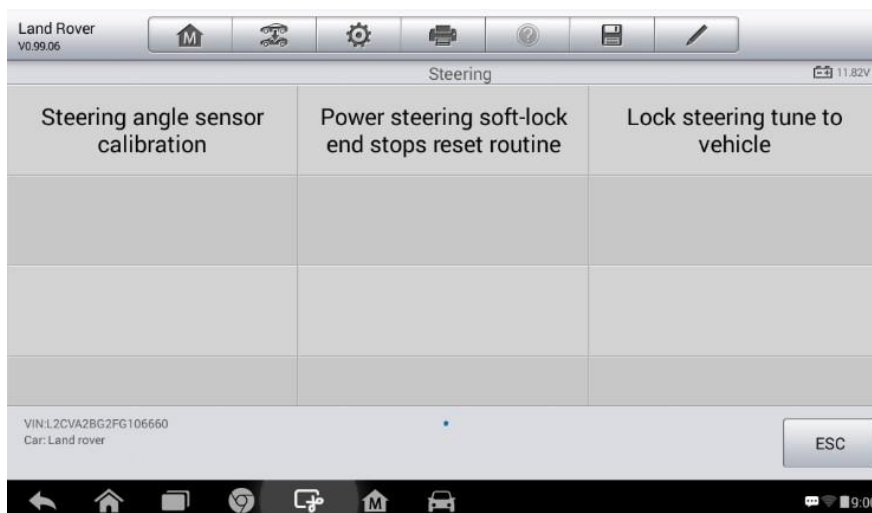 Land Rover
V0.99.06
M
Steering
11.82V
Steering angle sensor
calibration
Power steering soft-lock
end stops reset routine
Lock steering tune to
vehicle
VIN:L2CVA2BG2FG106660
Car: Land rover
ESC
M